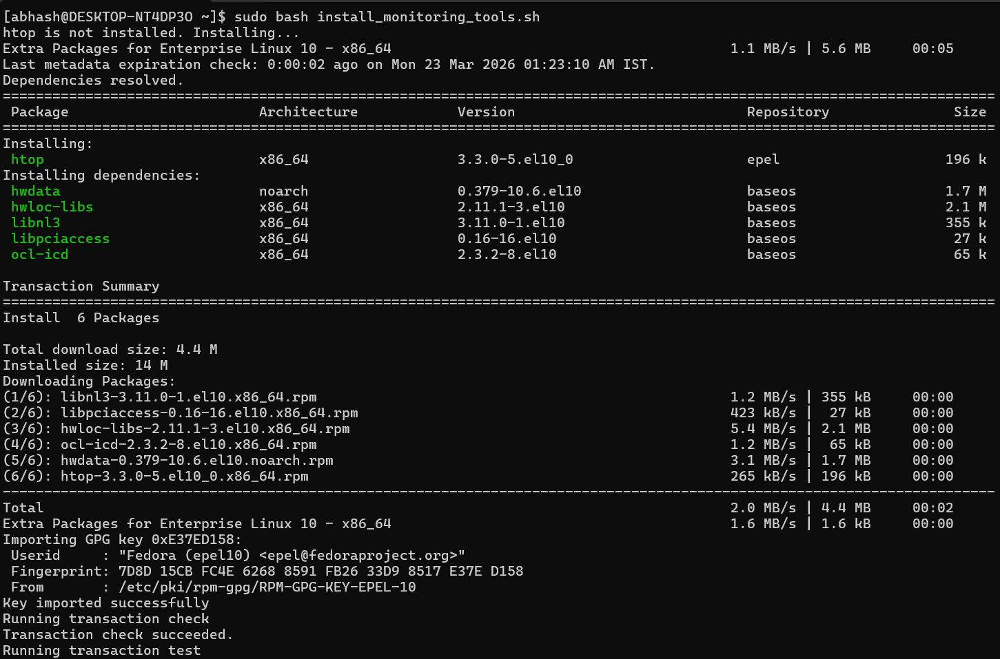 [abhash@DESKTOP-NT4DP3O ~]$ sudo bash install_monitoring_tools.sh
htop is not installed. Installing...
Extra Packages for Enterprise Linux 10 - x86_64 1.1 MB/s | 5.6 MB 00:05
Last metadata expiration check: 0:00:02 ago on Mon 23 Mar 2026 01:23:10 AM IST.
Dependencies resolved.
================================================================================
Package Architecture Version Repository Size
================================================================================
Installing:
htop x86_64 3.3.0-5.el10_0 epel 196 k
Installing dependencies:
hwdata noarch 0.379-10.6.el10 baseos 1.7 M
hwloc-libs x86_64 2.11.1-3.el10 baseos 2.1 M
libnl3 x86_64 3.11.0-1.el10 baseos 355 k
libpciaccess x86_64 0.16-16.el10 baseos 27 k
ocl-icd x86_64 2.3.2-8.el10 baseos 65 k
Transaction Summary
================================================================================
Install 6 Packages
Total download size: 4.4 M
Installed size: 14 M
Downloading Packages:
(1/6): libnl3-3.11.0-1.el10.x86_64.rpm 1.2 MB/s | 355 kB 00:00
(2/6): libpciaccess-0.16-16.el10.x86_64.rpm 423 kB/s | 27 kB 00:00
(3/6): hwloc-libs-2.11.1-3.el10.x86_64.rpm 5.4 MB/s | 2.1 MB 00:00
(4/6): ocl-icd-2.3.2-8.el10.x86_64.rpm 1.2 MB/s | 65 kB 00:00
(5/6): hwdata-0.379-10.6.el10.noarch.rpm 3.1 MB/s | 1.7 MB 00:00
(6/6): htop-3.3.0-5.el10_0.x86_64.rpm 265 kB/s | 196 kB 00:00
--------------------------------------------------------------------------------
Total 2.0 MB/s | 4.4 MB 00:02
Extra Packages for Enterprise Linux 10 - x86_64 1.6 MB/s | 1.6 kB 00:00
Importing GPG key 0xE37ED158:
Userid : "Fedora (epel10) <epel@fedoraproject.org>"
Fingerprint: 7D8D 15CB FC4E 6268 8591 FB26 33D9 8517 E37E D158
From : /etc/pki/rpm-gpg/RPM-GPG-KEY-EPEL-10
Key imported successfully
Running transaction check
Transaction check succeeded.
Running transaction test